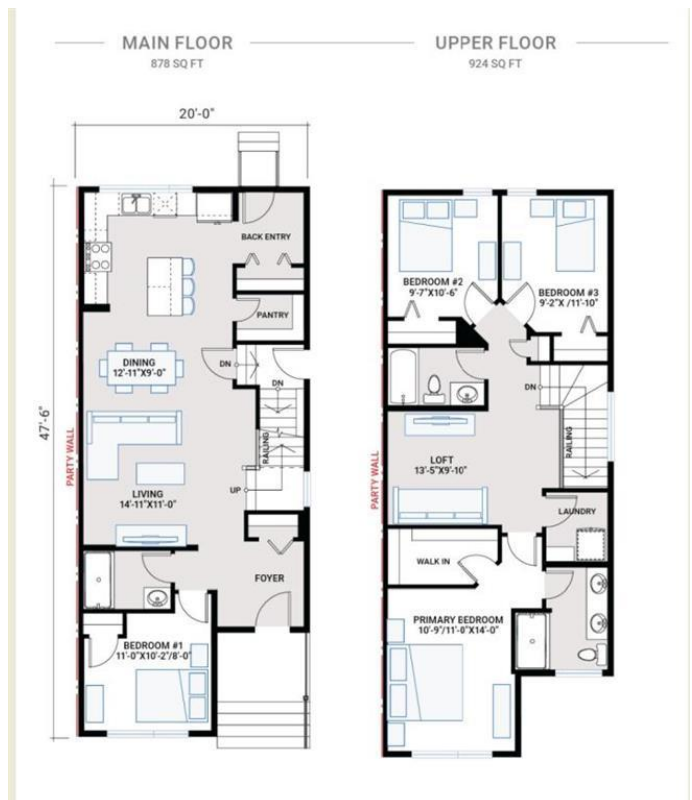 MAIN FLOOR
878 SQ FT
UPPER FLOOR
924 SQ FT
20'-0"
47'-6"
PARTY WALL
BACK ENTRY
PANTRY
DINING
12'-11"X9'-0"
DN
DN
RAILING
UP
LIVING
14'-11"X11'-0"
FOYER
BEDROOM #1
11'-0"X10'-2"/8'-0"
PARTY WALL
BEDROOM #2
9'-7"X10'-6"
BEDROOM #3
9'-2"X /11'-10"
DN
RAILING
LOFT
13'-5"X9'-10"
LAUNDRY
WALK IN
PRIMARY BEDROOM
10'-9"/11'-0"X14'-0"